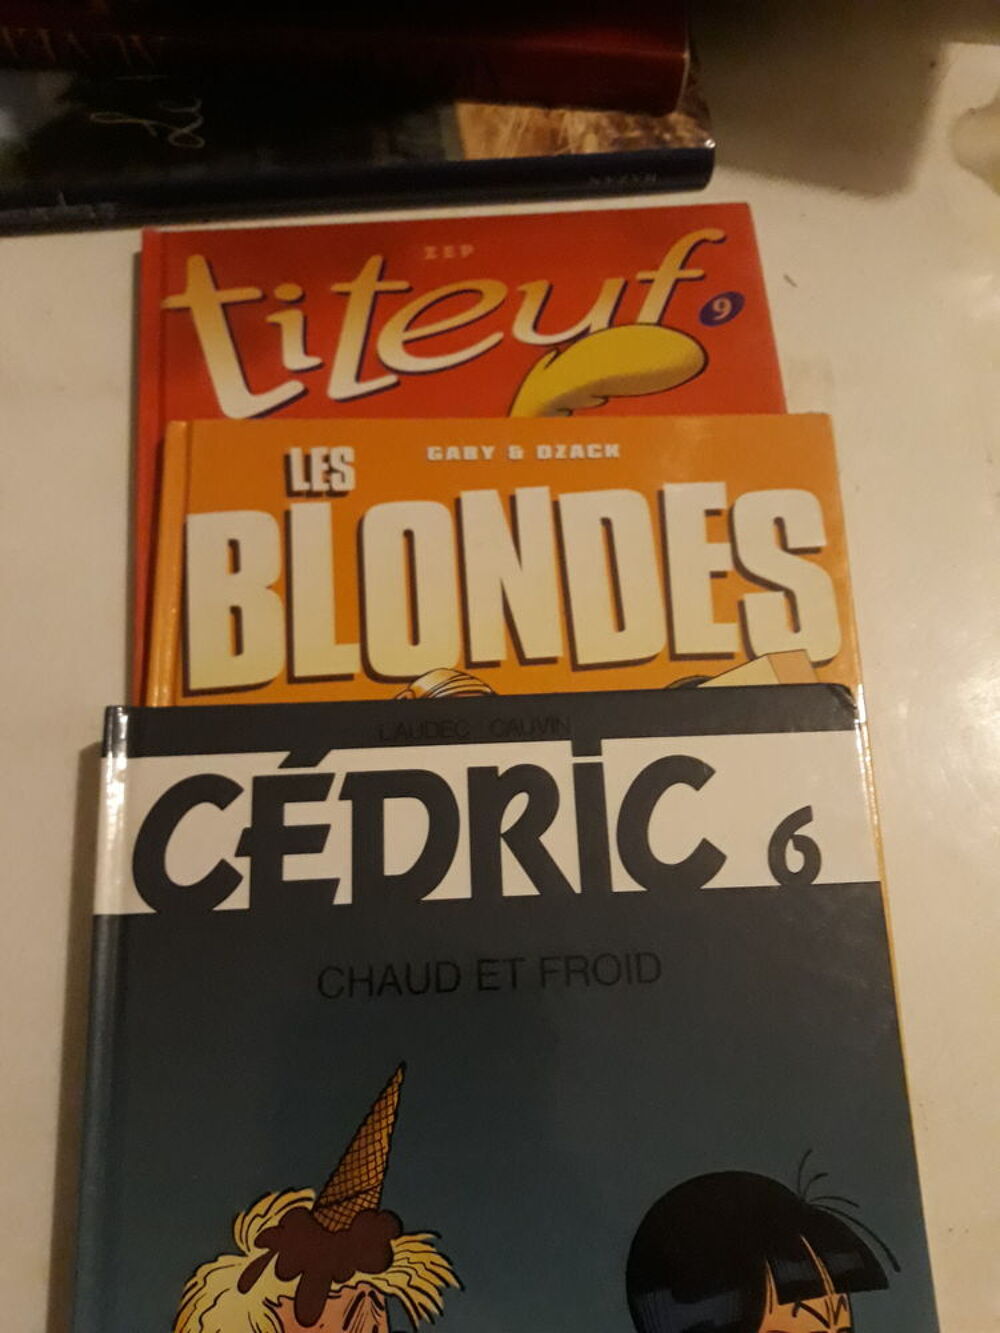 ZEP
titeuf
9
LES
GABY & DZACK
BLONDES
LAUDEC CAUVIN
CÉDRIC 6
CHAUD ET FROID